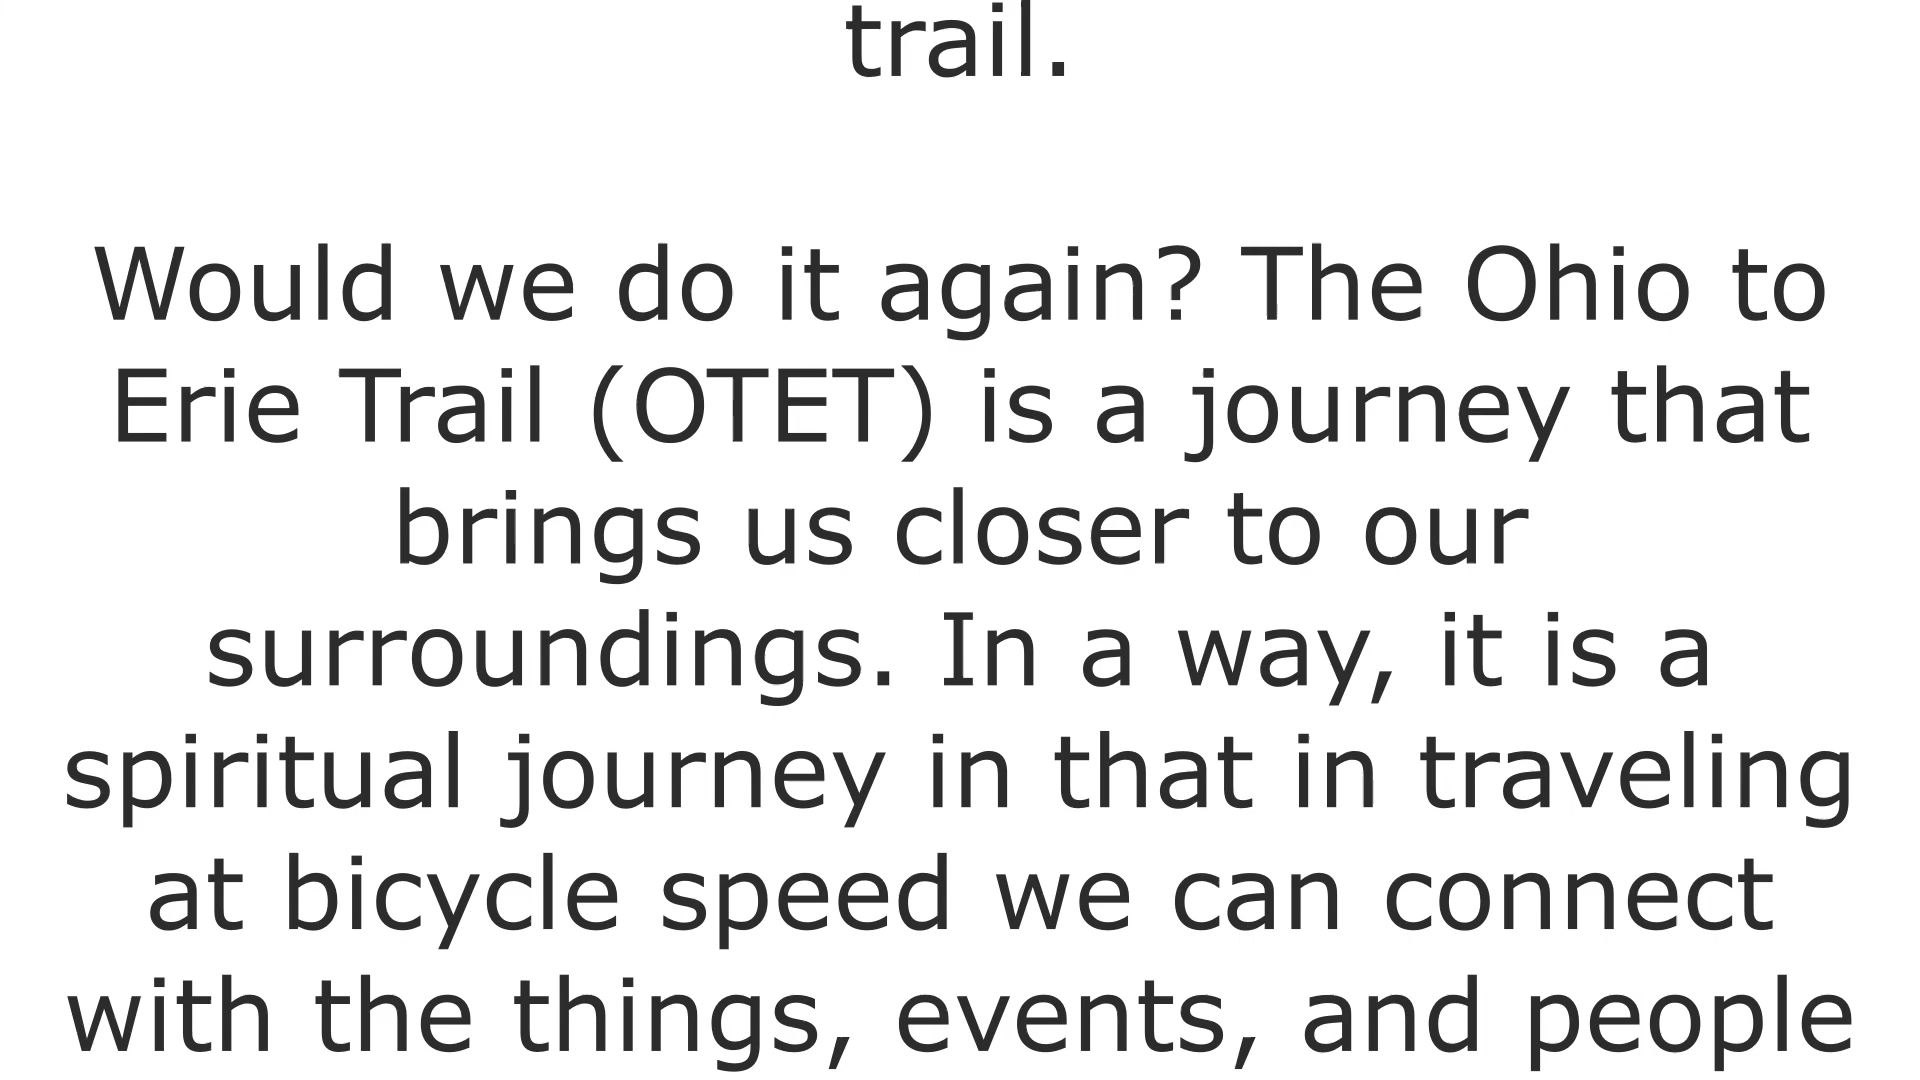 trail.
Would we do it again? The Ohio to
Erie Trail (OTET) is a journey that
brings us closer to our
surroundings. In a way, it is a
spiritual journey in that in traveling
at bicycle speed we can connect
with the things, events, and people